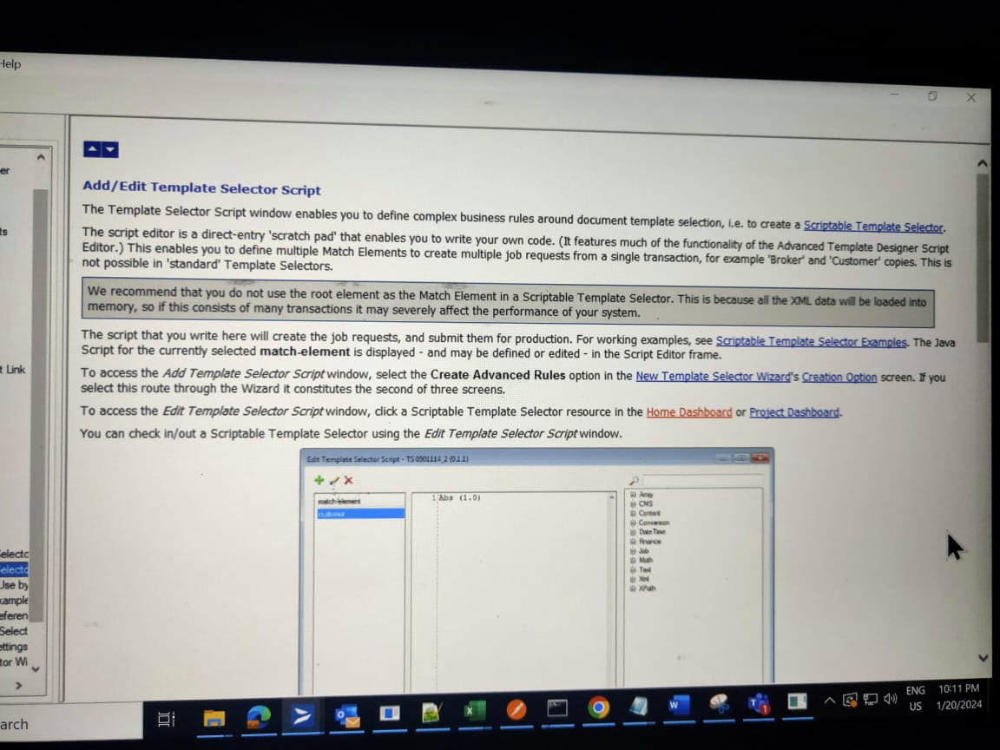 Help
er
ts
t Link
Selecto
Selecto
Use by
xample
eferen
Select
ettings
tor Wi
Add/Edit Template Selector Script
The Template Selector Script window enables you to define complex business rules around document template selection, i.e. to create a Scriptable Template Selector.
The script editor is a direct-entry 'scratch pad' that enables you to write your own code. (It features much of the functionality of the Advanced Template Designer Script
Editor.) This enables you to define multiple Match Elements to create multiple job requests from a single transaction, for example 'Broker' and 'Customer' copies. This is
not possible in 'standard' Template Selectors.
We recommend that you do not use the root element as the Match Element in a Scriptable Template Selector. This is because all the XML data will be loaded into
memory, so if this consists of many transactions it may severely affect the performance of your system.
The script that you write here will create the job requests, and submit them for production. For working examples, see Scriptable Template Selector Examples. The Java
Script for the currently selected match-element is displayed - and may be defined or edited - in the Script Editor frame.
To access the Add Template Selector Script window, select the Create Advanced Rules option in the New Template Selector Wizard's Creation Option screen. If you
select this route through the Wizard it constitutes the second of three screens.
To access the Edit Template Selector Script window, click a Scriptable Template Selector resource in the Home Dashboard or Project Dashboard.
You can check in/out a Scriptable Template Selector using the Edit Template Selector Script window.
Edit Template Selector Script - TS 0501114_2 (0.1.1)
match-element
customer
1 Abs (1.0)
Array
CMS
Content
Conversion
DateTime
Finance
Job
Math
Text
Xml
XPath
arch
ENG
US
10:11 PM
1/20/2024